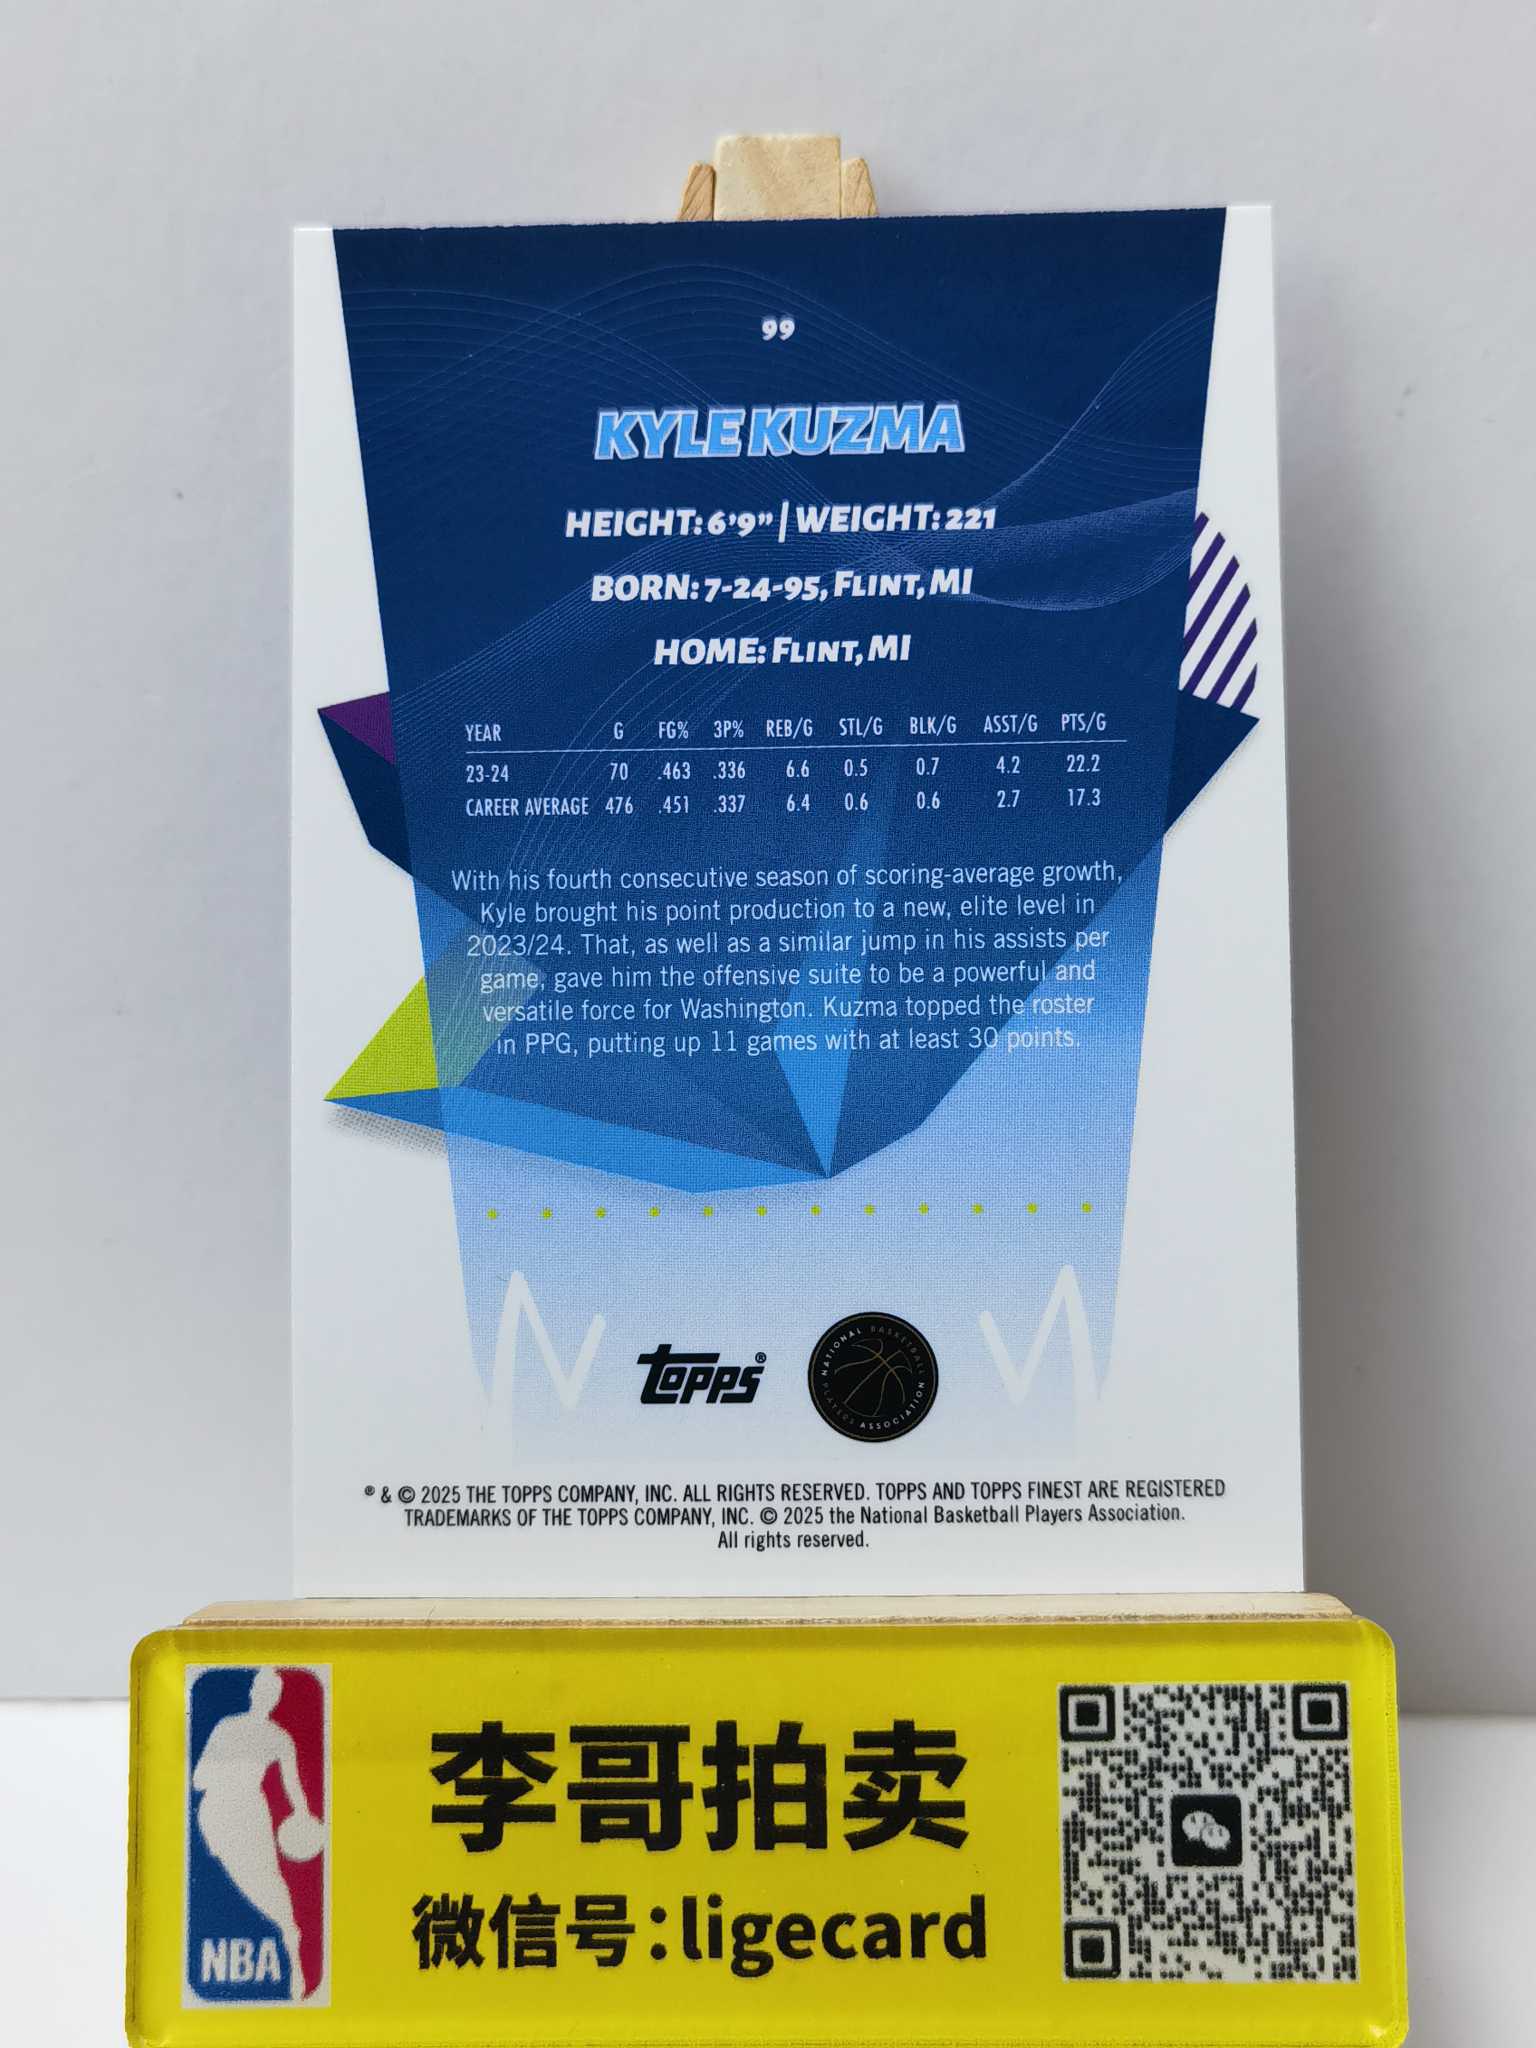 99
KYLE KUZMA
HEIGHT: 6'9" | WEIGHT: 221
BORN: 7-24-95, FLINT, MI
HOME: FLINT, MI
YEAR G FG% 3P% REB/G STL/G BLK/G ASST/G PTS/G
23-24 70 .463 .336 6.6 0.5 0.7 4.2 22.2
CAREER AVERAGE 476 .451 .337 6.4 0.6 0.6 2.7 17.3
With his fourth consecutive season of scoring-average growth,
Kyle brought his point production to a new, elite level in
2023/24. That, as well as a similar jump in his assists per
game, gave him the offensive suite to be a powerful and
versatile force for Washington. Kuzma topped the roster
in PPG, putting up 11 games with at least 30 points.
topps®
NATIONAL BASKETBALL PLAYERS ASSOCIATION
® & © 2025 THE TOPPS COMPANY, INC. ALL RIGHTS RESERVED. TOPPS AND TOPPS FINEST ARE REGISTERED
TRADEMARKS OF THE TOPPS COMPANY, INC. © 2025 the National Basketball Players Association.
All rights reserved.
NBA
李哥拍卖
微信号:ligecard